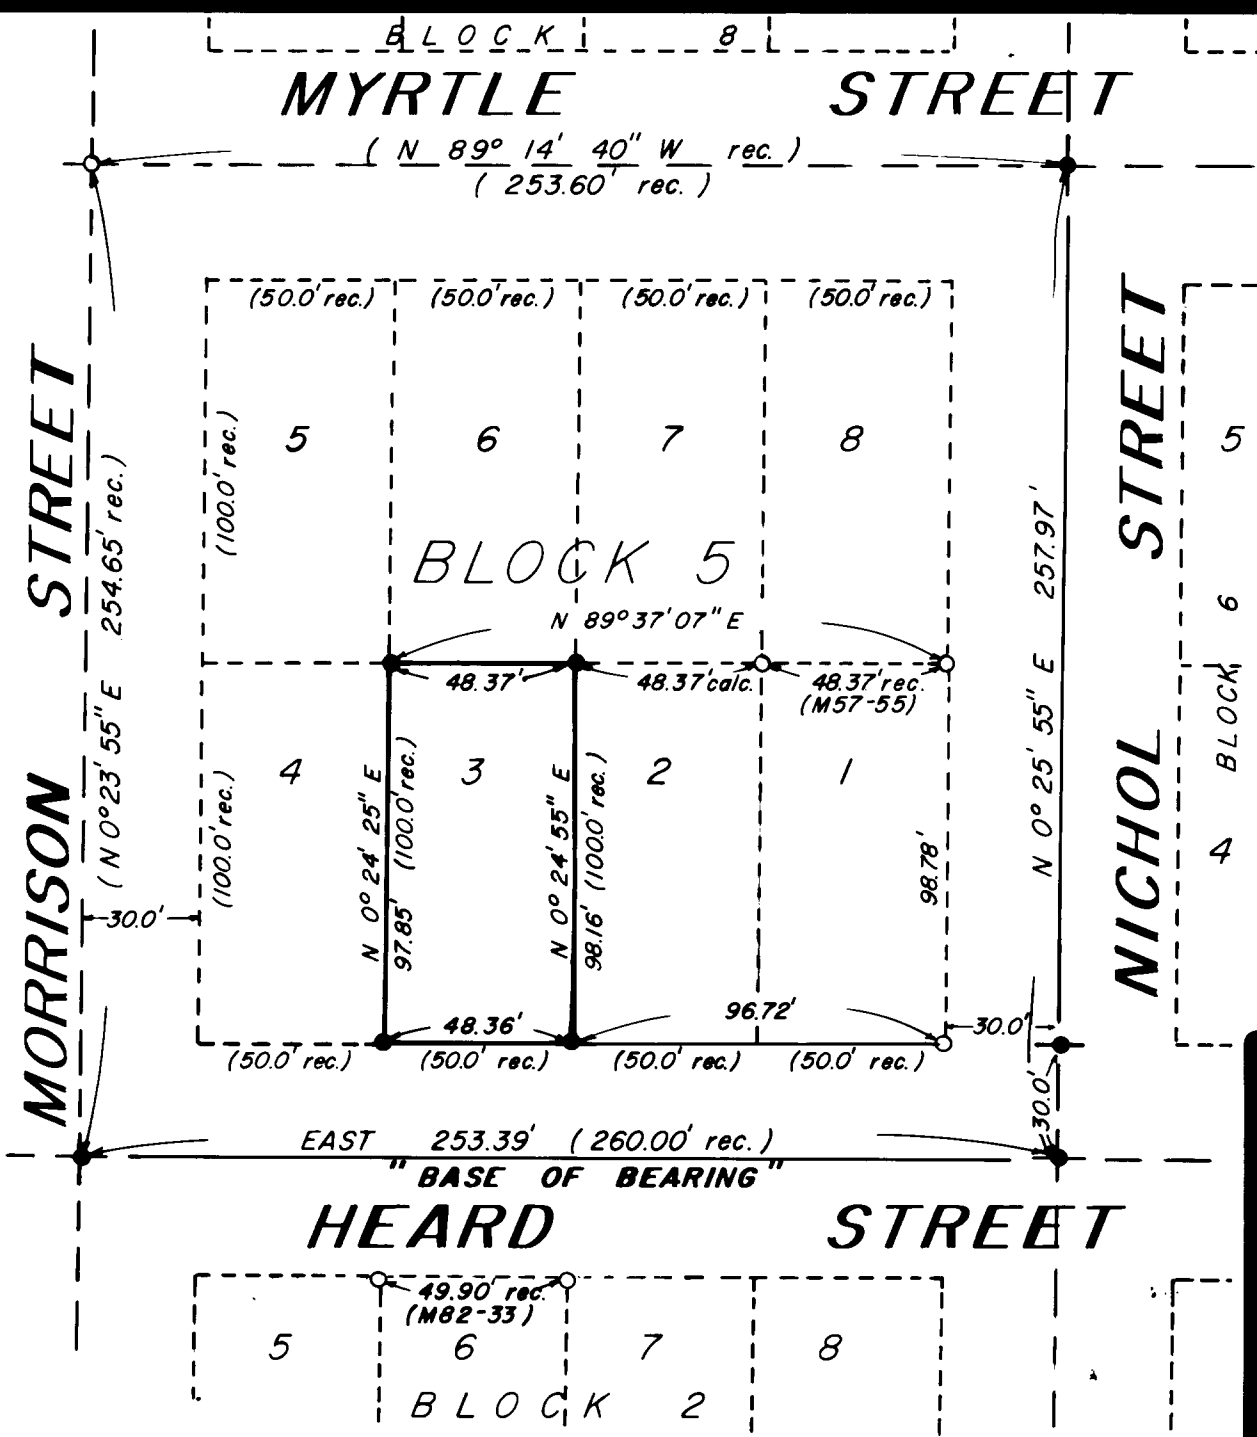 BLOCK 8
MYRTLE STREET
( N 89° 14' 40" W rec. )
( 253.60' rec. )
(50.0' rec.) (50.0' rec.) (50.0' rec.) (50.0' rec.)
MORRISON STREET
( N 0° 23' 55" E 254.65' rec.)
(100.0' rec.)
5 6 7 8
NICHOL STREET
N 0° 25' 55" E 257.97'
5
BLOCK 5
6
N 89° 37' 07" E
48.37' 48.37' calc. 48.37' rec.
(M57-55)
BLOCK
4 3 2 1
(100.0' rec.)
N 0° 24' 25" E (100.0' rec.)
97.85'
N 0° 24' 55" E
98.16' (100.0' rec.)
98.78'
4
30.0'
48.36' 96.72' 30.0'
(50.0' rec.) (50.0' rec.) (50.0' rec.) (50.0' rec.)
30.0'
EAST 253.39' ( 260.00' rec. )
"BASE OF BEARING"
HEARD STREET
49.90' rec.
(M82-33)
5 6 7 8
BLOCK 2